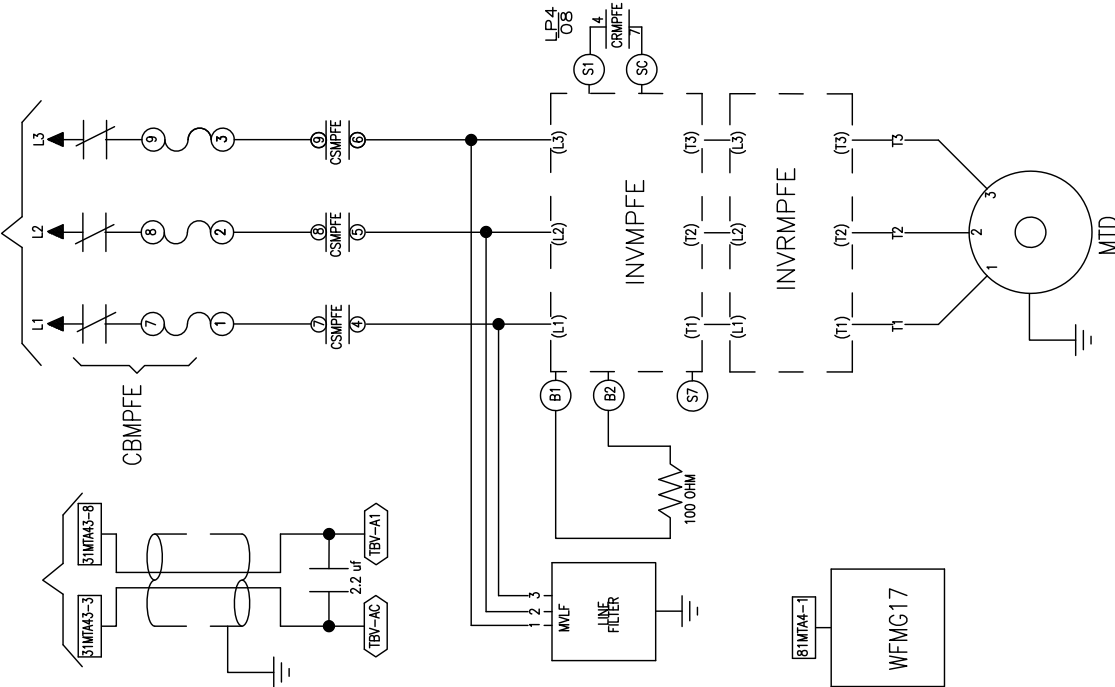 L1
L2
L3
7
8
9
1
2
3
CBMPFE
7
8
9
CSMPFE
CSMPFE
CSMPFE
4
5
6
LP4
08
4
CRMPFE
7
S1
SC
(L1)
(L2)
(L3)
INVMPFE
B1
B2
S7
(T1)
(T2)
(T3)
(L1)
(L2)
(L3)
INVRMPFE
(T1)
(T2)
(T3)
T1
T2
T3
1
2
3
MTD
100 OHM
31MTA43-3
31MTA43-8
2.2 uf
TBV-AC
TBV-A1
1 2 3
MVLF
LINE
FILTER
81MTA4-1
WFMG17